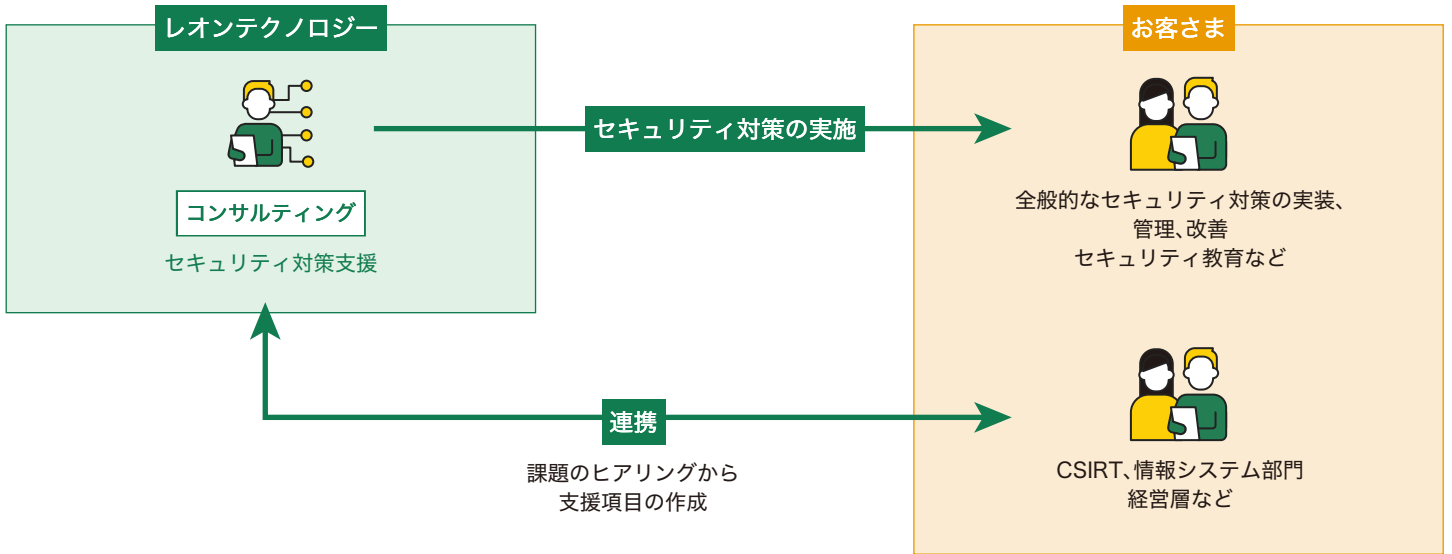 レオンテクノロジー
コンサルティング
セキュリティ対策支援
セキュリティ対策の実施
お客さま
全般的なセキュリティ対策の実装、
管理、改善
セキュリティ教育など
連携
課題のヒアリングから
支援項目の作成
CSIRT、情報システム部門
経営層など